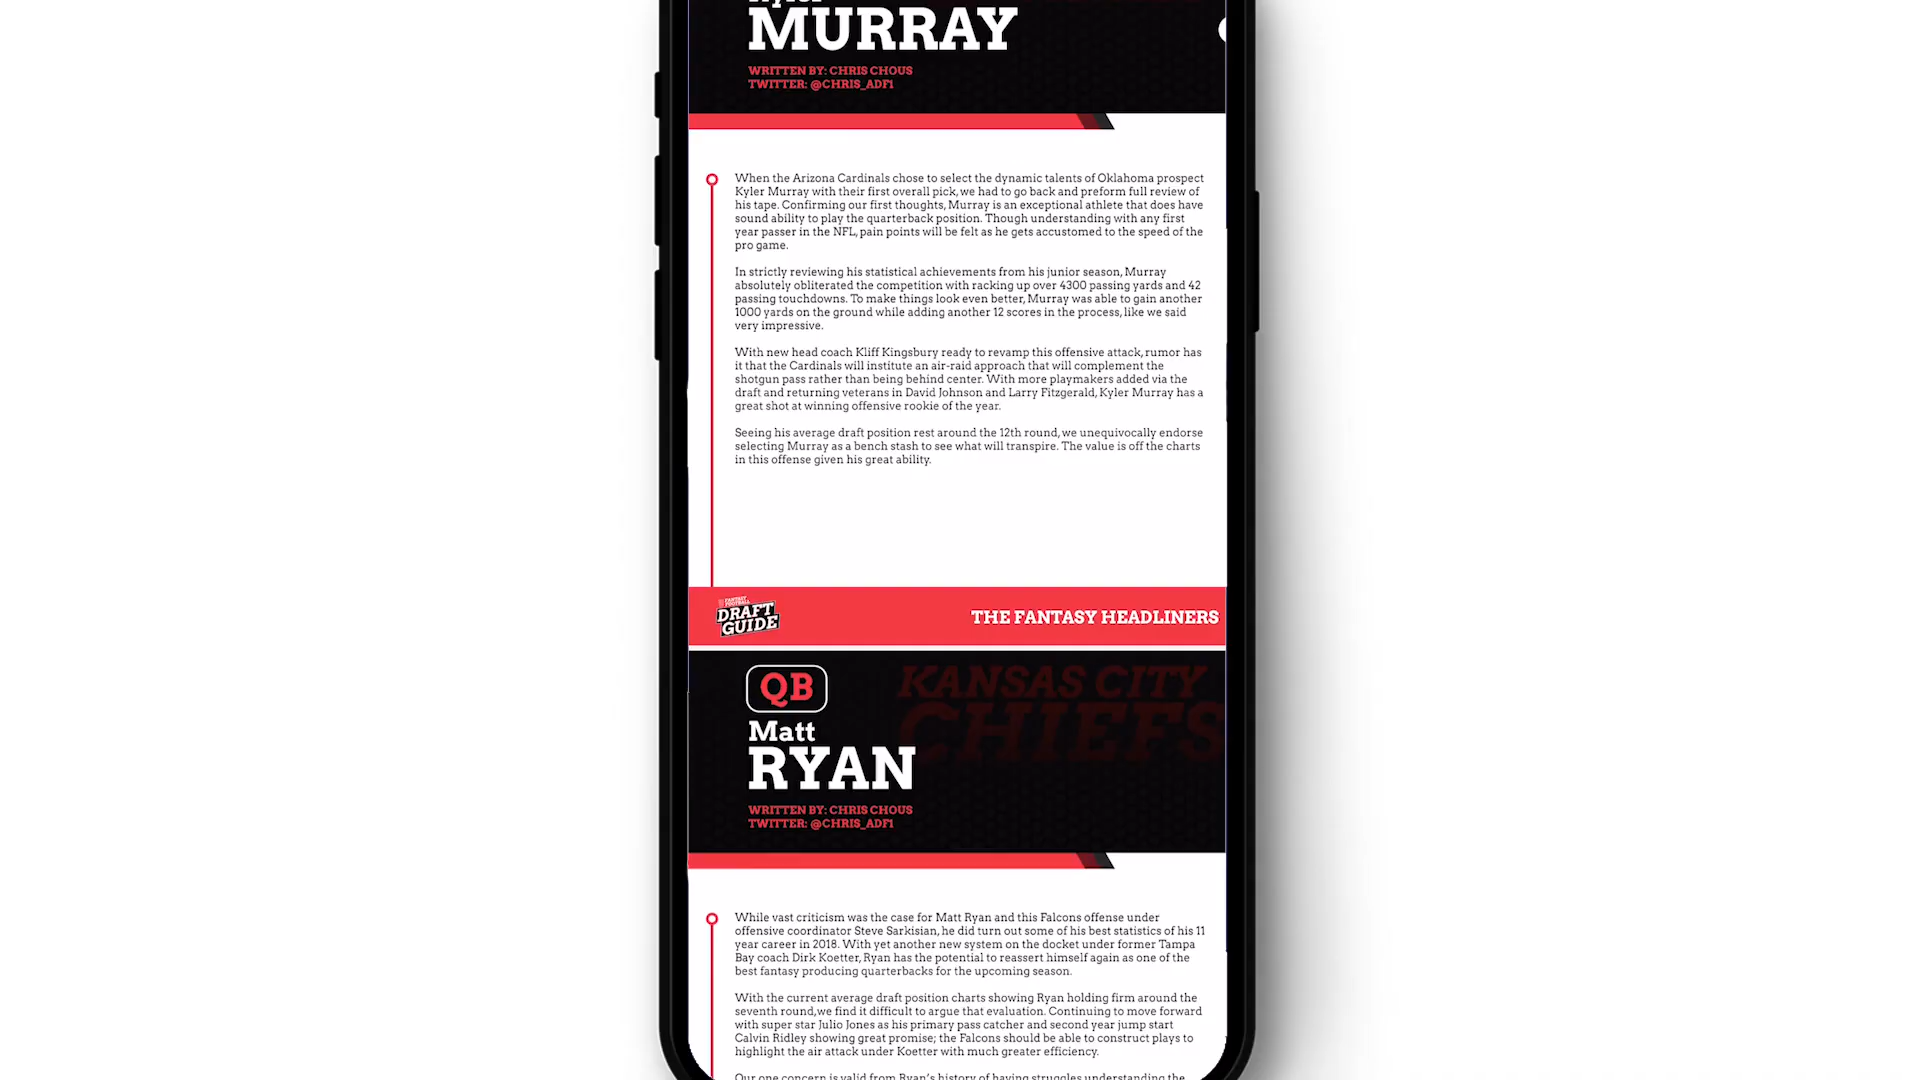 MURRAY
WRITTEN BY: CHRIS CHOUS
TWITTER: @CHRIS_ADF1
When the Arizona Cardinals chose to select the dynamic talents of Oklahoma prospect
Kyler Murray with their first overall pick, we had to go back and preform full review of
his tape. Confirming our first thoughts, Murray is an exceptional athlete that does have
sound ability to play the quarterback position. Though understanding with any first
year passer in the NFL, pain points will be felt as he gets accustomed to the speed of the
pro game.
In strictly reviewing his statistical achievements from his junior season, Murray
absolutely obliterated the competition with racking up over 4300 passing yards and 42
passing touchdowns. To make things look even better, Murray was able to gain another
1000 yards on the ground while adding another 12 scores in the process, like we said
very impressive.
With new head coach Kliff Kingsbury ready to revamp this offensive attack, rumor has
it that the Cardinals will institute an air-raid approach that will complement the
shotgun pass rather than being behind center. With more playmakers added via the
draft and returning veterans in David Johnson and Larry Fitzgerald, Kyler Murray has a
great shot at winning offensive rookie of the year.
Seeing his average draft position rest around the 12th round, we unequivocally endorse
selecting Murray as a bench stash to see what will transpire. The value is off the charts
in this offense given his great ability.
FANTASY
FOOTBALL
DRAFT
GUIDE
THE FANTASY HEADLINERS
QB
KANSAS CITY
CHIEFS
Matt
RYAN
WRITTEN BY: CHRIS CHOUS
TWITTER: @CHRIS_ADF1
While vast criticism was the case for Matt Ryan and this Falcons offense under
offensive coordinator Steve Sarkisian, he did turn out some of his best statistics of his 11
year career in 2018. With yet another new system on the docket under former Tampa
Bay coach Dirk Koetter, Ryan has the potential to reassert himself again as one of the
best fantasy producing quarterbacks for the upcoming season.
With the current average draft position charts showing Ryan holding firm around the
seventh round, we find it difficult to argue that evaluation. Continuing to move forward
with super star Julio Jones as his primary pass catcher and second year jump start
Calvin Ridley showing great promise; the Falcons should be able to construct plays to
highlight the air attack under Koetter with much greater efficiency.
Our one concern is valid from Ryan's history of having struggles understanding the